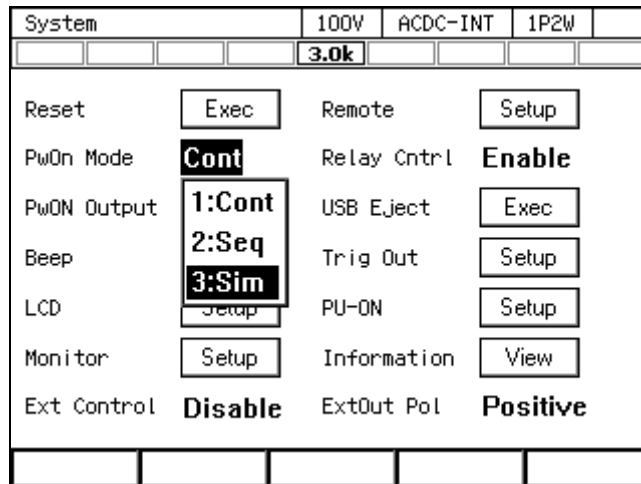 System 100V ACDC-INT 1P2W
3.0k
Reset Exec Remote Setup
PwOn Mode Cont Relay Cntrl Enable
PwON Output 1:Cont USB Eject Exec
2:Seq
Beep Trig Out Setup
3:Sim
LCD Setup PU-ON Setup
Monitor Setup Information View
Ext Control Disable ExtOut Pol Positive